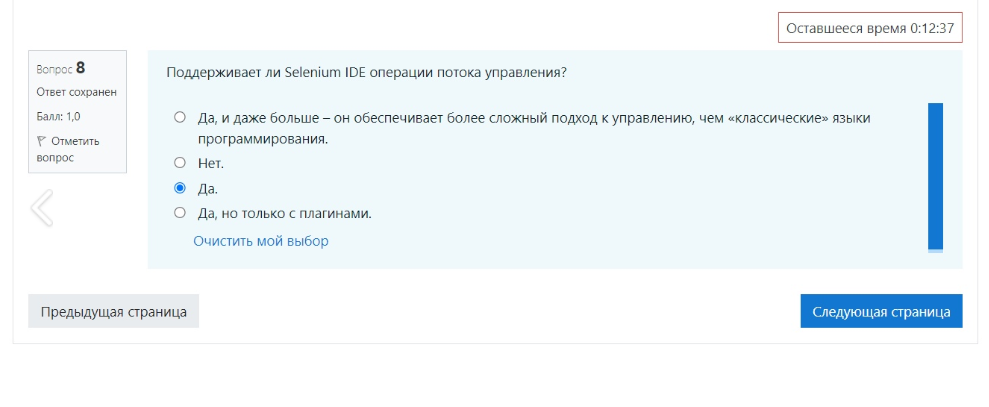 Оставшееся время 0:12:37
Вопрос 8
Ответ сохранен
Балл: 1,0
Отметить
вопрос
Поддерживает ли Selenium IDE операции потока управления?
Да, и даже больше – он обеспечивает более сложный подход к управлению, чем «классические» языки
программирования.
Нет.
Да.
Да, но только с плагинами.
Очистить мой выбор
Предыдущая страница
Следующая страница